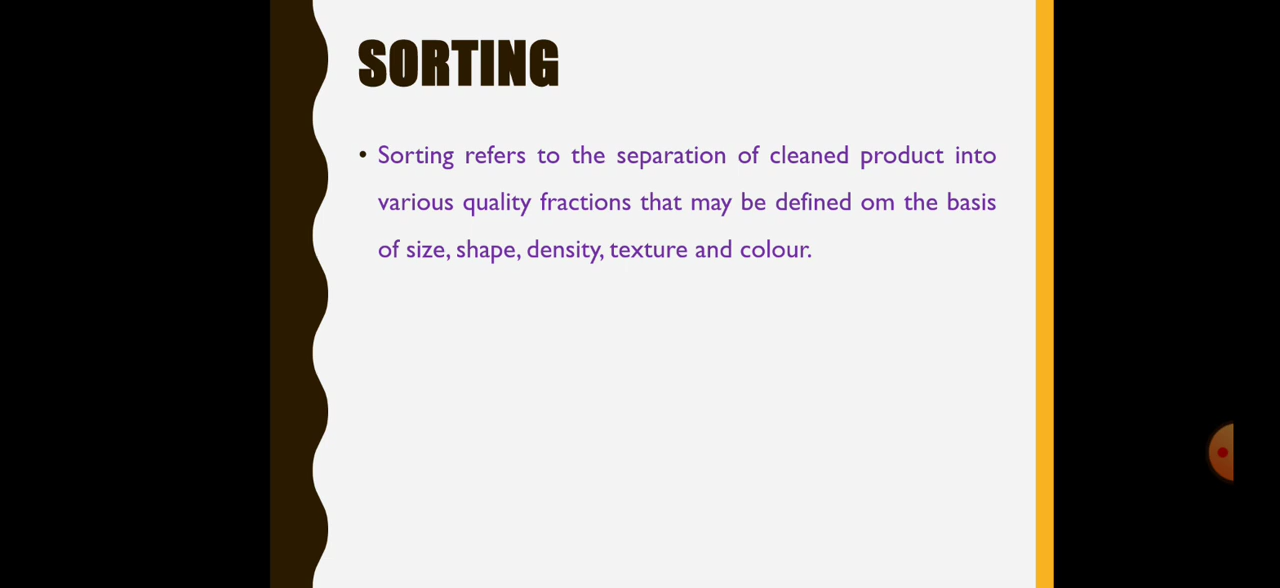 SORTING
• Sorting refers to the separation of cleaned product into
various quality fractions that may be defined om the basis
of size, shape, density, texture and colour.